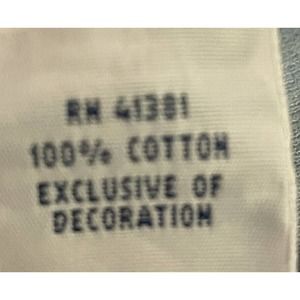 RN 41381
100% COTTON
EXCLUSIVE OF
DECORATION